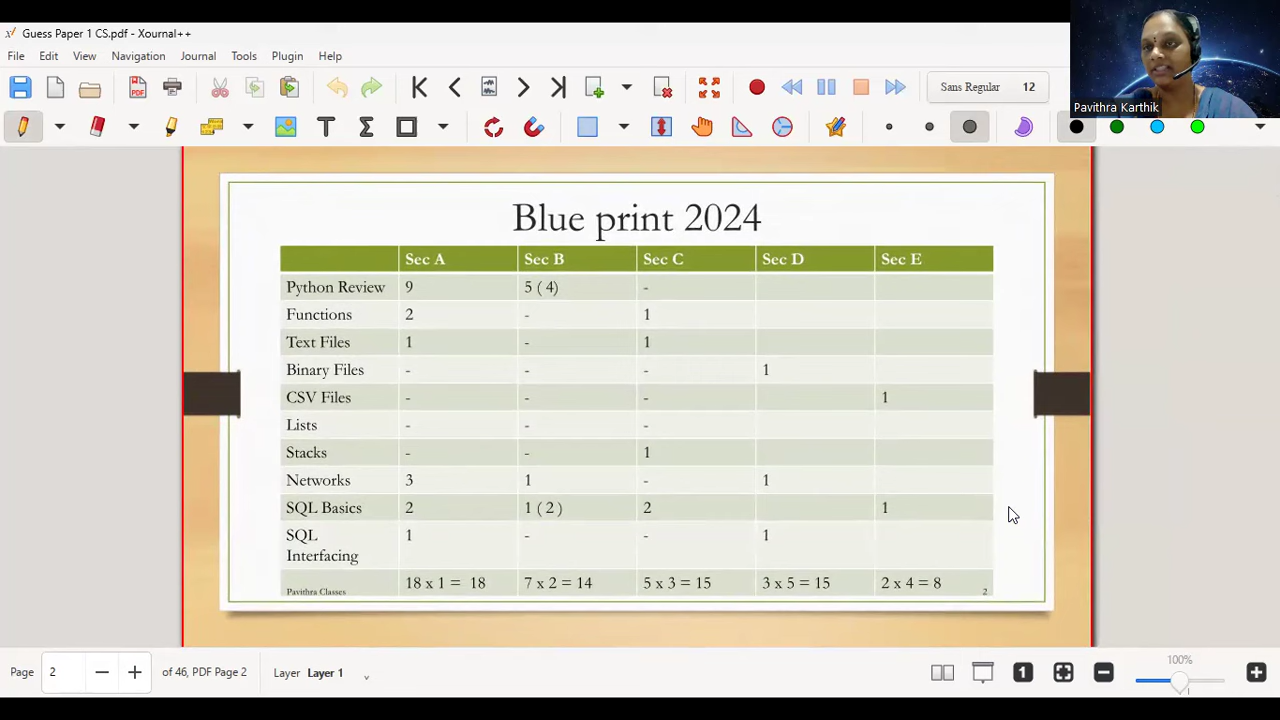 Guess Paper 1 CS.pdf - Xournal++
File Edit View Navigation Journal Tools Plugin Help
Sans Regular 12
Pavithra Karthik
Blue print 2024
Sec A Sec B Sec C Sec D Sec E
Python Review 9 5 ( 4) -
Functions 2 - 1
Text Files 1 - 1
Binary Files - - - 1
CSV Files - - - 1
Lists - - -
Stacks - - 1
Networks 3 1 - 1
SQL Basics 2 1 ( 2 ) 2 1
SQL Interfacing 1 - - 1
Pavithra Classes 18 x 1 = 18 7 x 2 = 14 5 x 3 = 15 3 x 5 = 15 2 x 4 = 8 2
Page 2 of 46, PDF Page 2 Layer Layer 1 1 100%